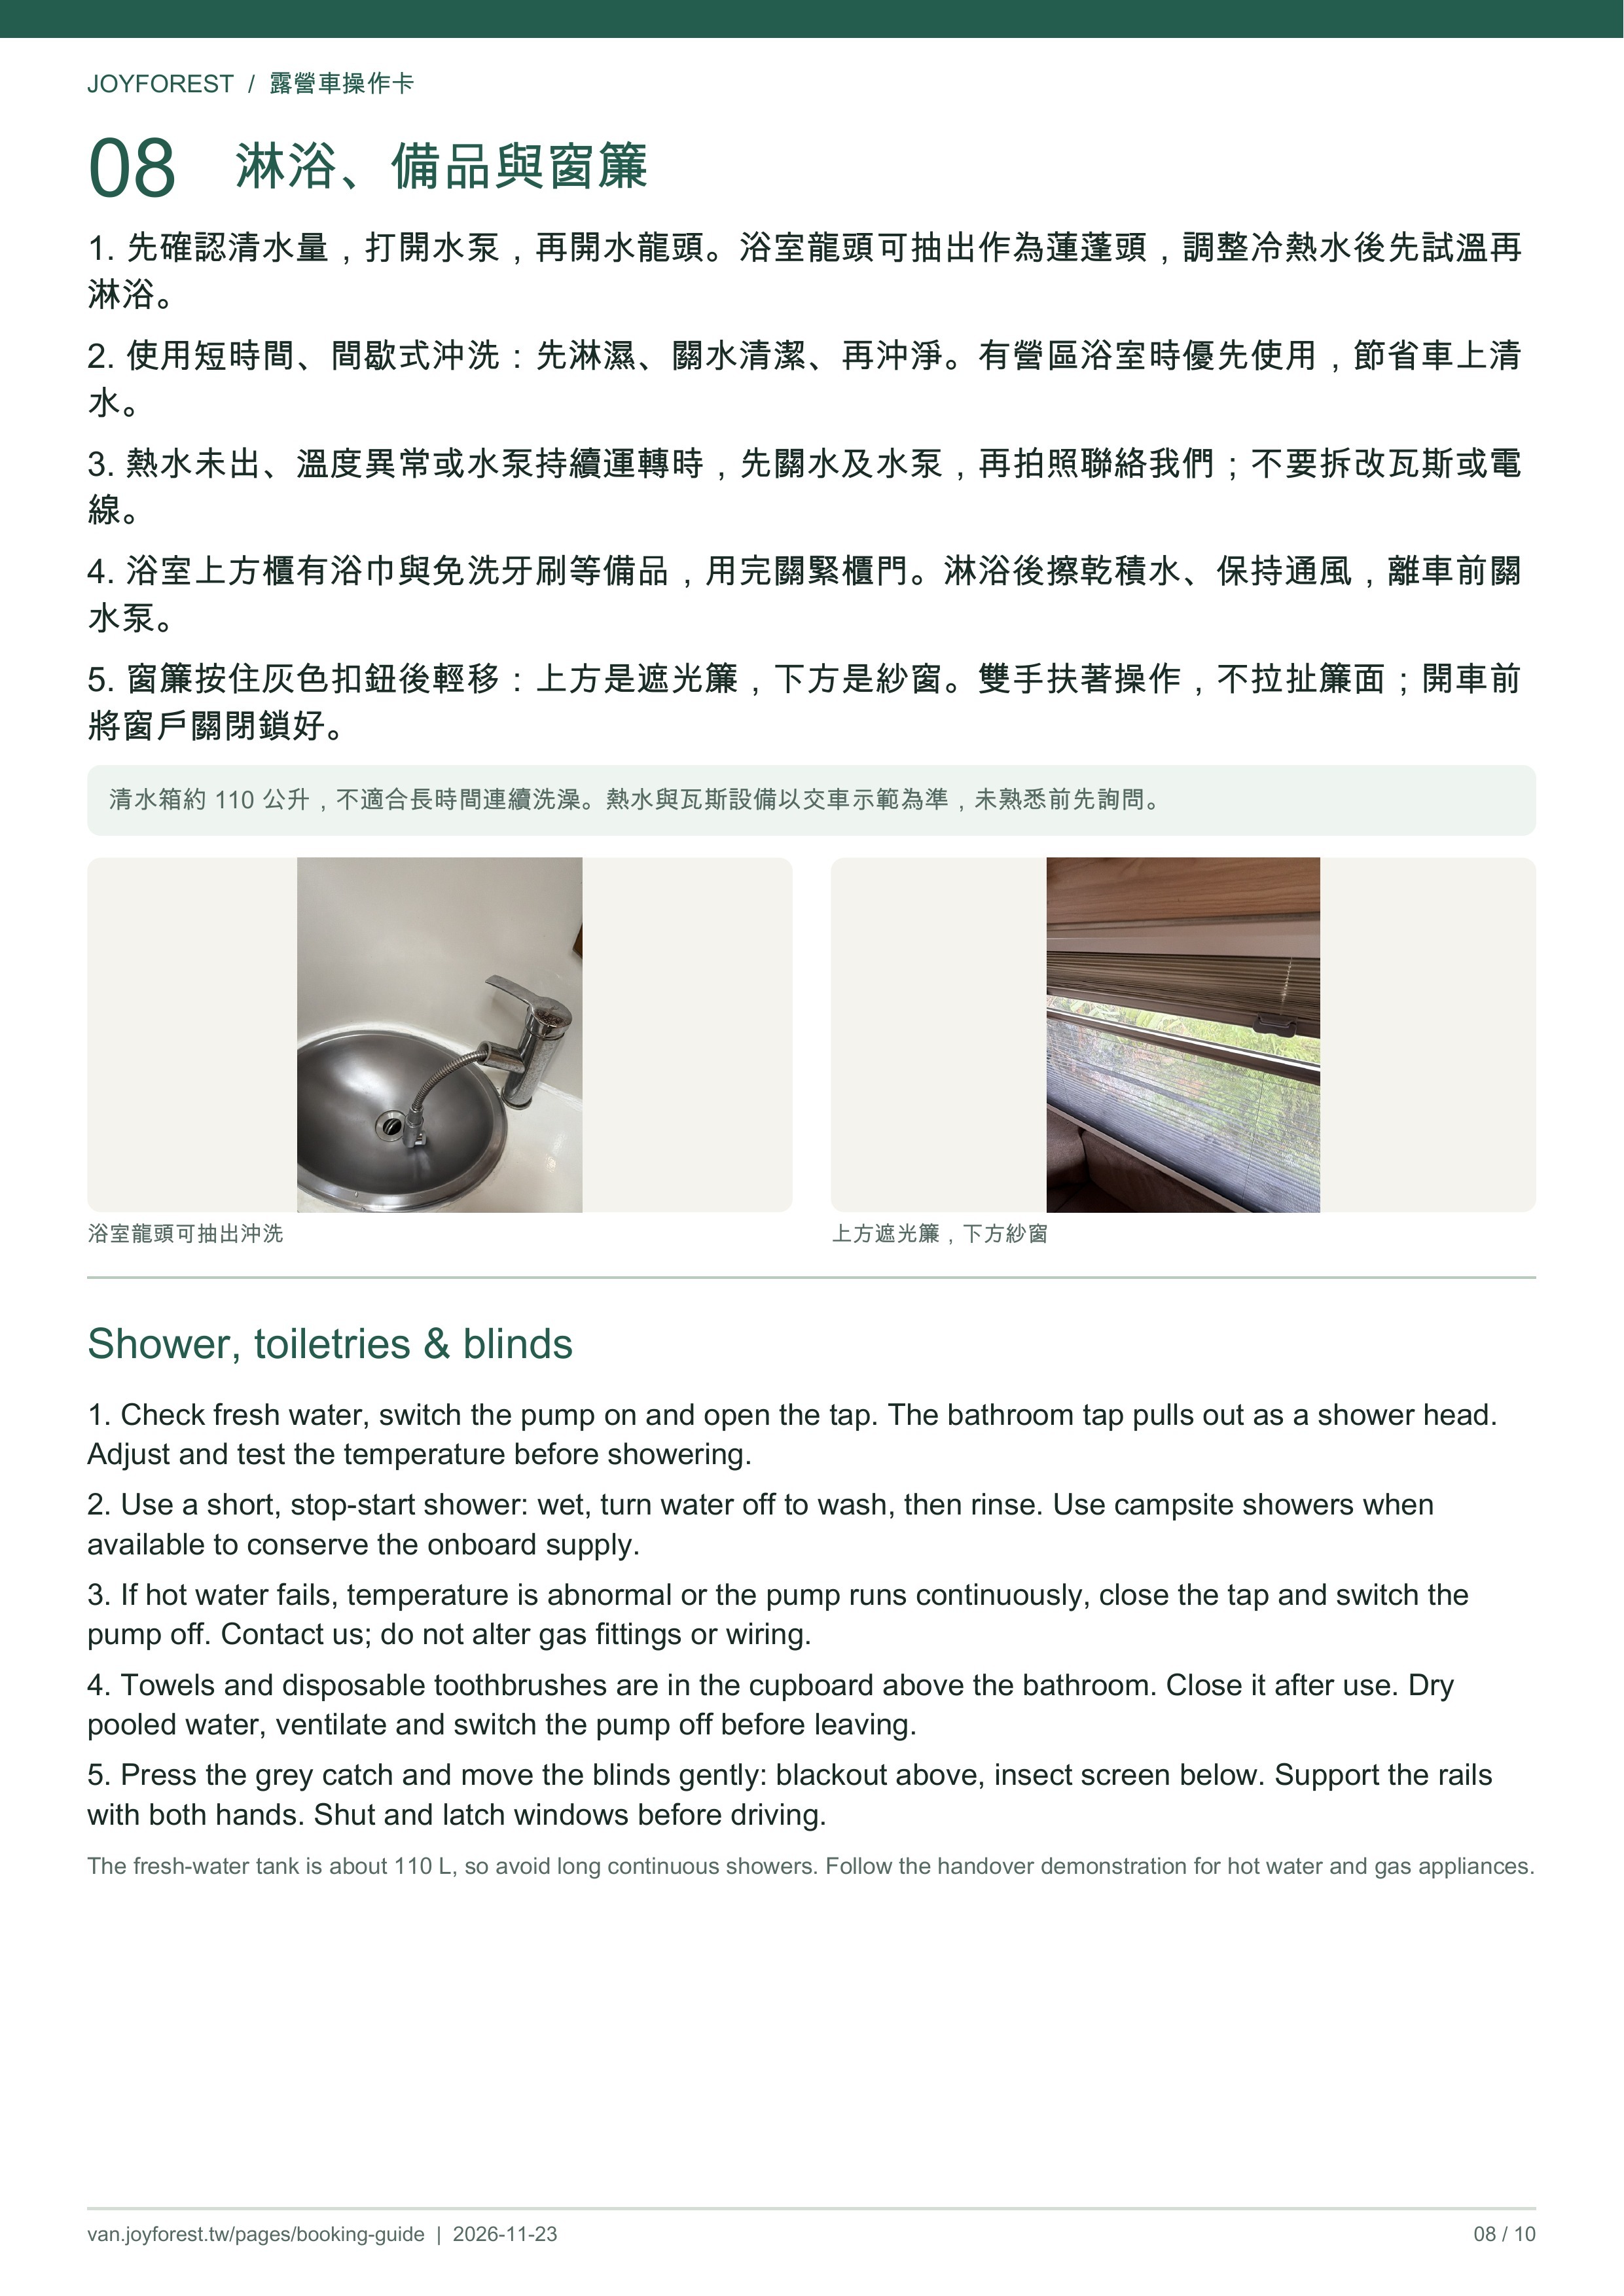 JOYFOREST / 露營車操作卡
08 淋浴、備品與窗簾
1. 先確認清水量，打開水泵，再開水龍頭。浴室龍頭可抽出作為蓮蓬頭，調整冷熱水後先試溫再
淋浴。
2. 使用短時間、間歇式沖洗：先淋濕、關水清潔、再沖淨。有營區浴室時優先使用，節省車上清
水。
3. 熱水未出、溫度異常或水泵持續運轉時，先關水及水泵，再拍照聯絡我們；不要拆改瓦斯或電
線。
4. 浴室上方櫃有浴巾與免洗牙刷等備品，用完關緊櫃門。淋浴後擦乾積水、保持通風，離車前關
水泵。
5. 窗簾按住灰色扣鈕後輕移：上方是遮光簾，下方是紗窗。雙手扶著操作，不拉扯簾面；開車前
將窗戶關閉鎖好。
清水箱約 110 公升，不適合長時間連續洗澡。熱水與瓦斯設備以交車示範為準，未熟悉前先詢問。
浴室龍頭可抽出沖洗
上方遮光簾，下方紗窗
Shower, toiletries & blinds
1. Check fresh water, switch the pump on and open the tap. The bathroom tap pulls out as a shower head.
Adjust and test the temperature before showering.
2. Use a short, stop-start shower: wet, turn water off to wash, then rinse. Use campsite showers when
available to conserve the onboard supply.
3. If hot water fails, temperature is abnormal or the pump runs continuously, close the tap and switch the
pump off. Contact us; do not alter gas fittings or wiring.
4. Towels and disposable toothbrushes are in the cupboard above the bathroom. Close it after use. Dry
pooled water, ventilate and switch the pump off before leaving.
5. Press the grey catch and move the blinds gently: blackout above, insect screen below. Support the rails
with both hands. Shut and latch windows before driving.
The fresh-water tank is about 110 L, so avoid long continuous showers. Follow the handover demonstration for hot water and gas appliances.
van.joyforest.tw/pages/booking-guide | 2026-11-23
08 / 10